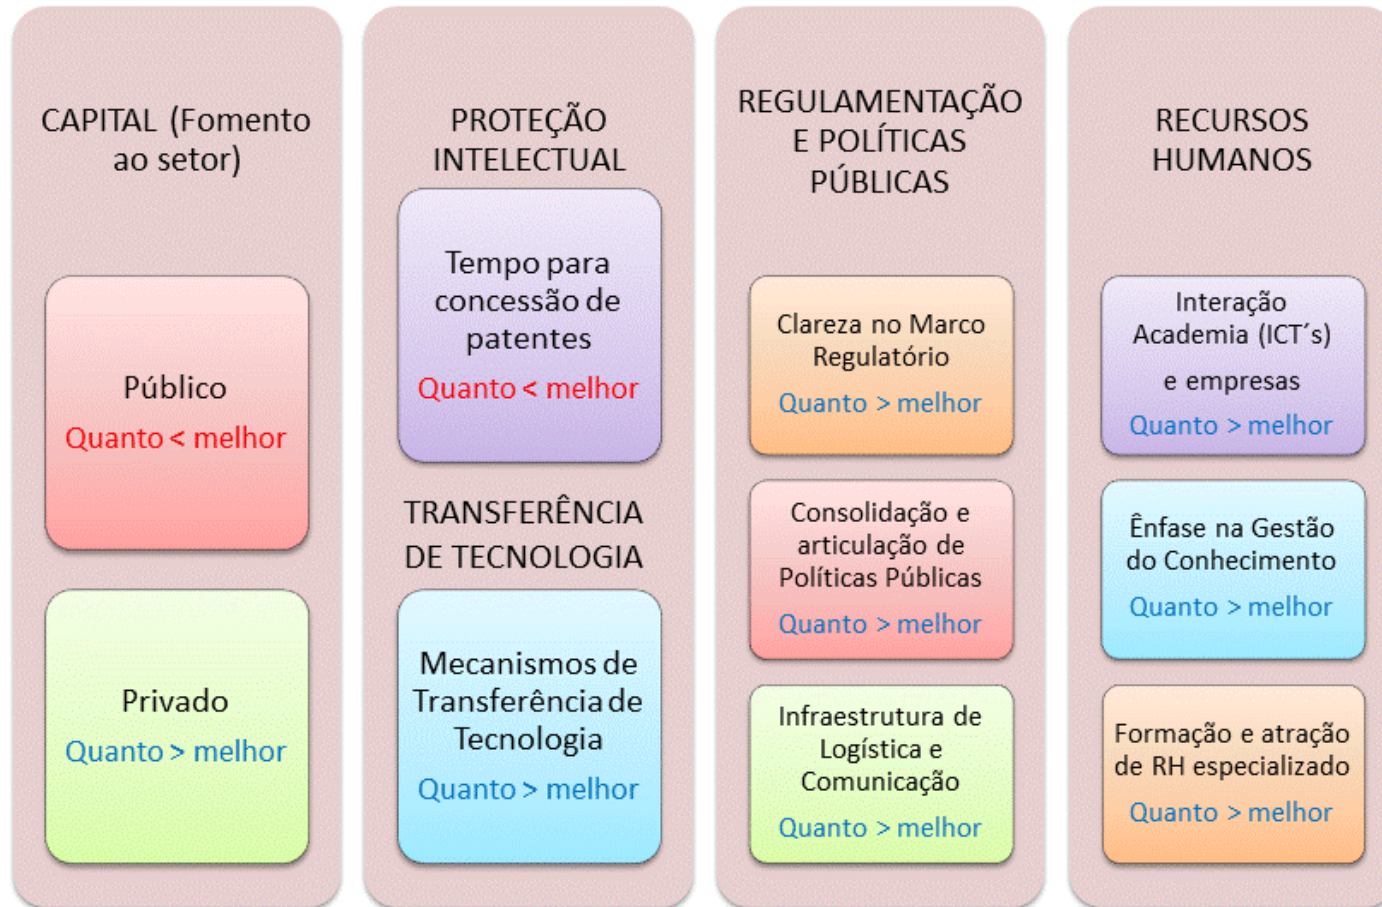 CAPITAL (Fomento
ao setor)
Público
Quanto < melhor
Privado
Quanto > melhor
PROTEÇÃO
INTELECTUAL
Tempo para
concessão de
patentes
Quanto < melhor
TRANSFERÊNCIA
DE TECNOLOGIA
Mecanismos de
Transferência de
Tecnologia
Quanto > melhor
REGULAMENTAÇÃO
E POLÍTICAS
PÚBLICAS
Clareza no Marco
Regulatório
Quanto > melhor
Consolidação e
articulação de
Políticas Públicas
Quanto > melhor
Infraestrutura de
Logística e
Comunicação
Quanto > melhor
RECURSOS
HUMANOS
Interação
Academia (ICT´s)
e empresas
Quanto > melhor
Ênfase na Gestão
do Conhecimento
Quanto > melhor
Formação e atração
de RH especializado
Quanto > melhor